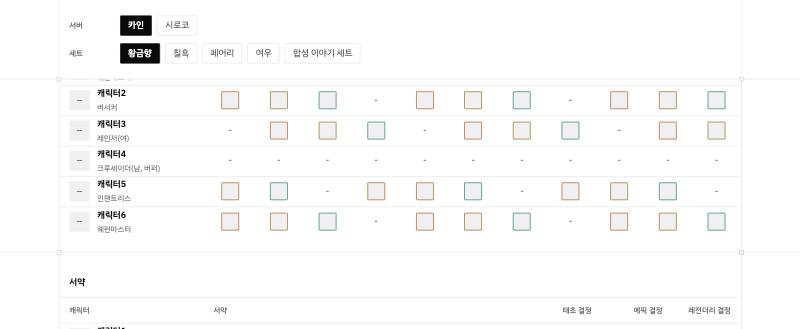 서버 카인 시로코
세트 황금향 칠흑 페어리 여우 합성 이야기 세트
캐릭터2 - -
버서커
캐릭터3 - - -
레인저(여)
캐릭터4 - - - - - - - - - - -
크루세이더(남, 버퍼)
캐릭터5 - - -
인챈트리스
캐릭터6 - -
웨펀마스터
서약
캐릭터 서약 태초 결정 에픽 결정 레전더리 결정